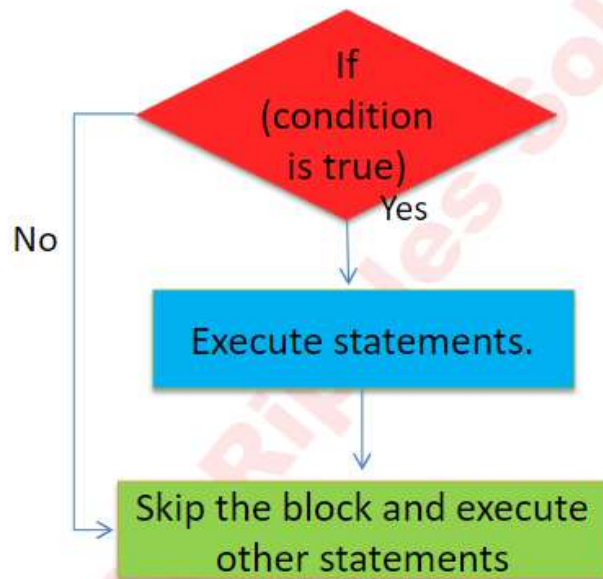 If
(condition
is true)
Yes
No
Execute statements.
Skip the block and execute
other statements